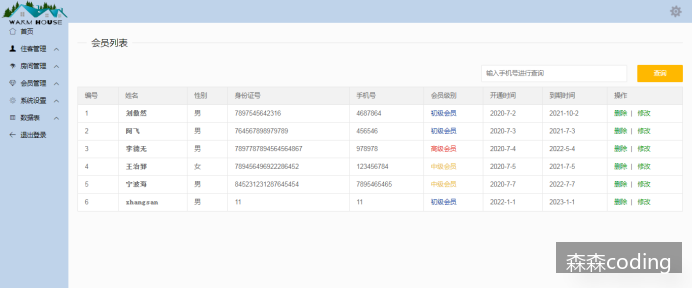 WARM HOUSE
首页
住客管理
房间管理
会员管理
系统设置
数据表
退出登录
会员列表
输入手机号进行查询
查询
编号 姓名 性别 身份证号 手机号 会员级别 开通时间 到期时间 操作
1 刘傲然 男 7897545642316 4687864 初级会员 2020-7-2 2021-10-2 删除 | 修改
2 阿飞 男 764567898979789 456546 初级会员 2020-7-3 2021-7-3 删除 | 修改
3 李德无 男 7897787894564564867 978978 高级会员 2020-7-4 2022-5-4 删除 | 修改
4 王治邹 女 789456496922286452 123456784 中级会员 2020-7-5 2021-7-5 删除 | 修改
5 宁波海 男 845231231287645454 7895465465 中级会员 2020-7-7 2022-7-7 删除 | 修改
6 zhangsan 男 11 11 初级会员 2022-1-1 2023-1-1 删除 | 修改
森森coding